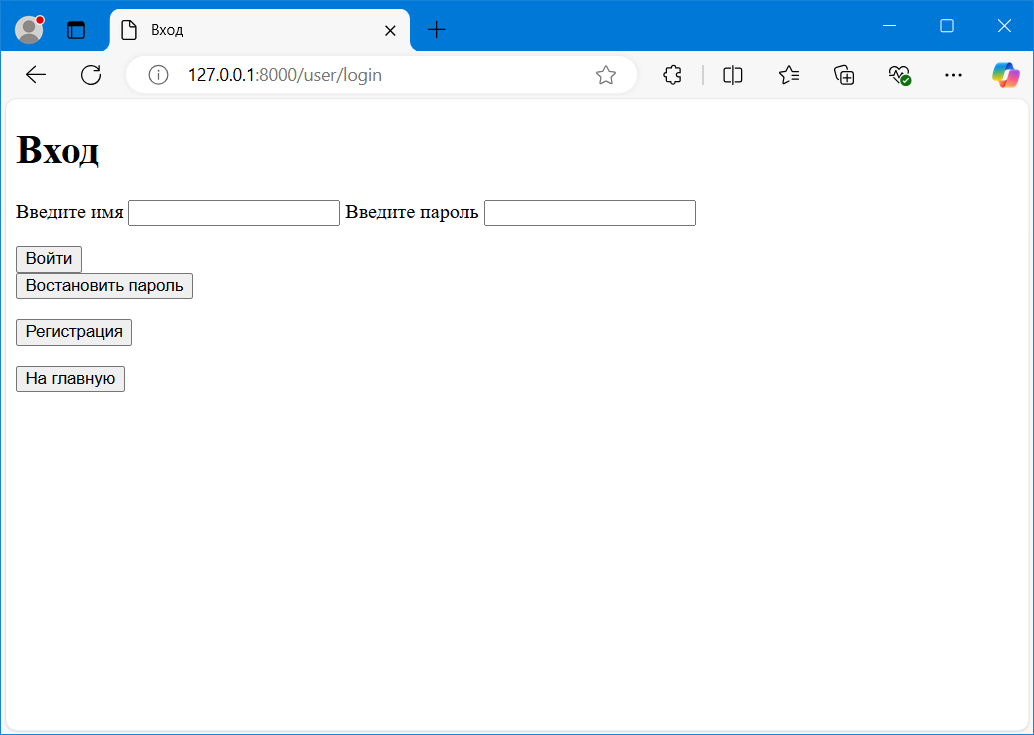 Вход
127.0.0.1:8000/user/login
Вход
Введите имя Введите пароль
Войти
Востановить пароль
Регистрация
На главную